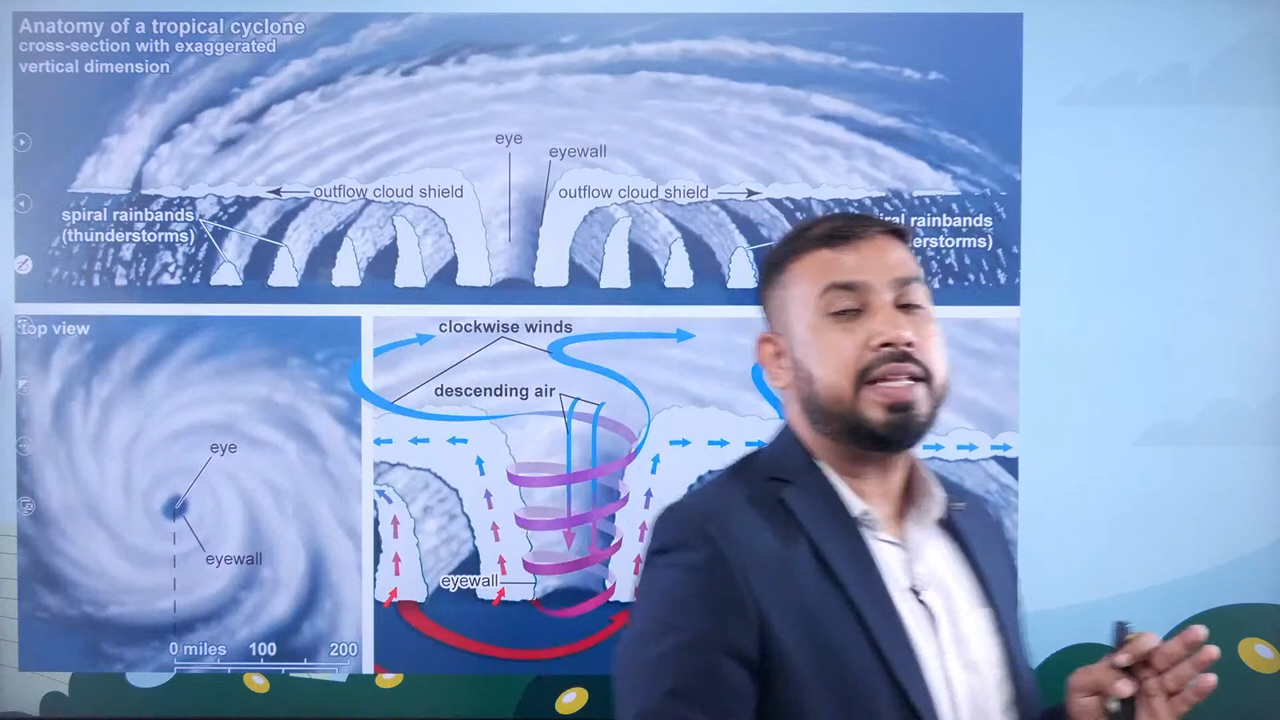 Anatomy of a tropical cyclone
cross-section with exaggerated
vertical dimension
eye
eyewall
outflow cloud shield
outflow cloud shield
spiral rainbands
(thunderstorms)
rainbands
clockwise winds
descending air
eyewall
view
eye
eyewall
0 miles 100 200